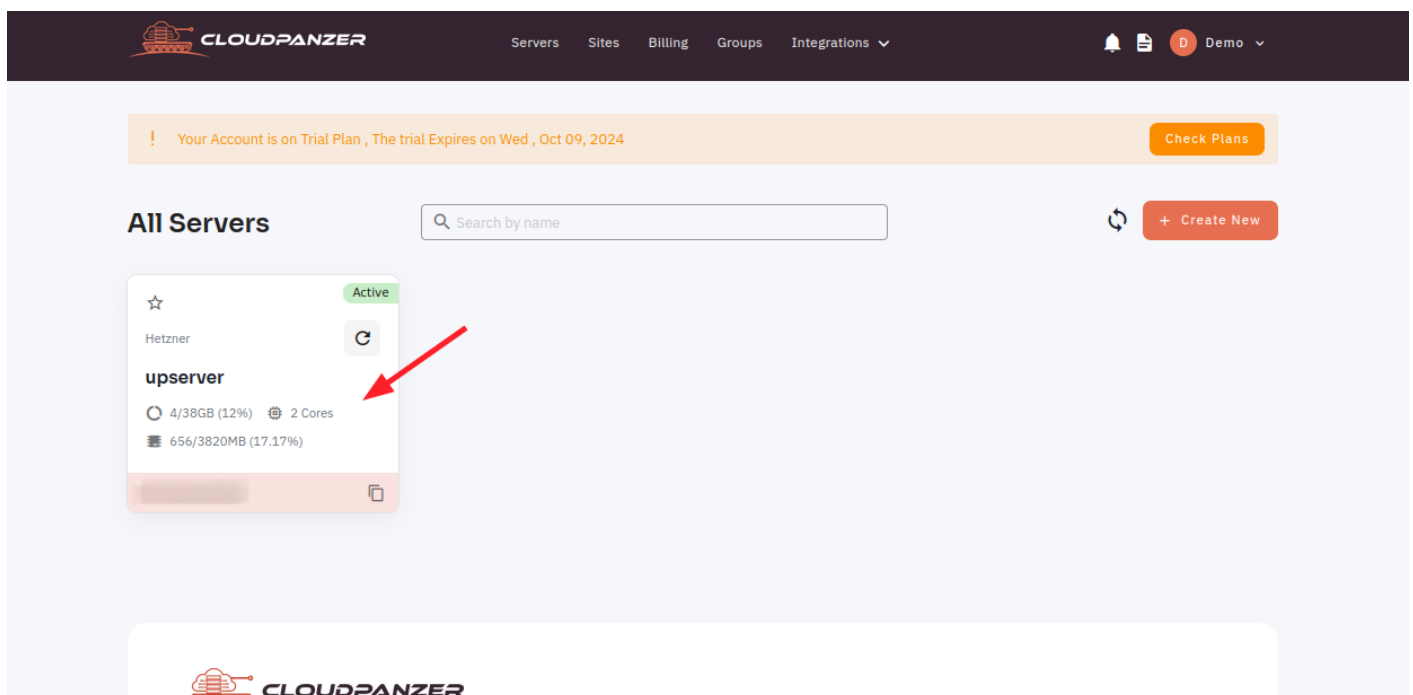 CLOUDPANZER Servers Sites Billing Groups Integrations D Demo
! Your Account is on Trial Plan , The trial Expires on Wed , Oct 09, 2024 Check Plans
All Servers Search by name + Create New
Active
Hetzner
upserver
4/38GB (12%) 2 Cores
656/3820MB (17.17%)
CLOUDPANZER